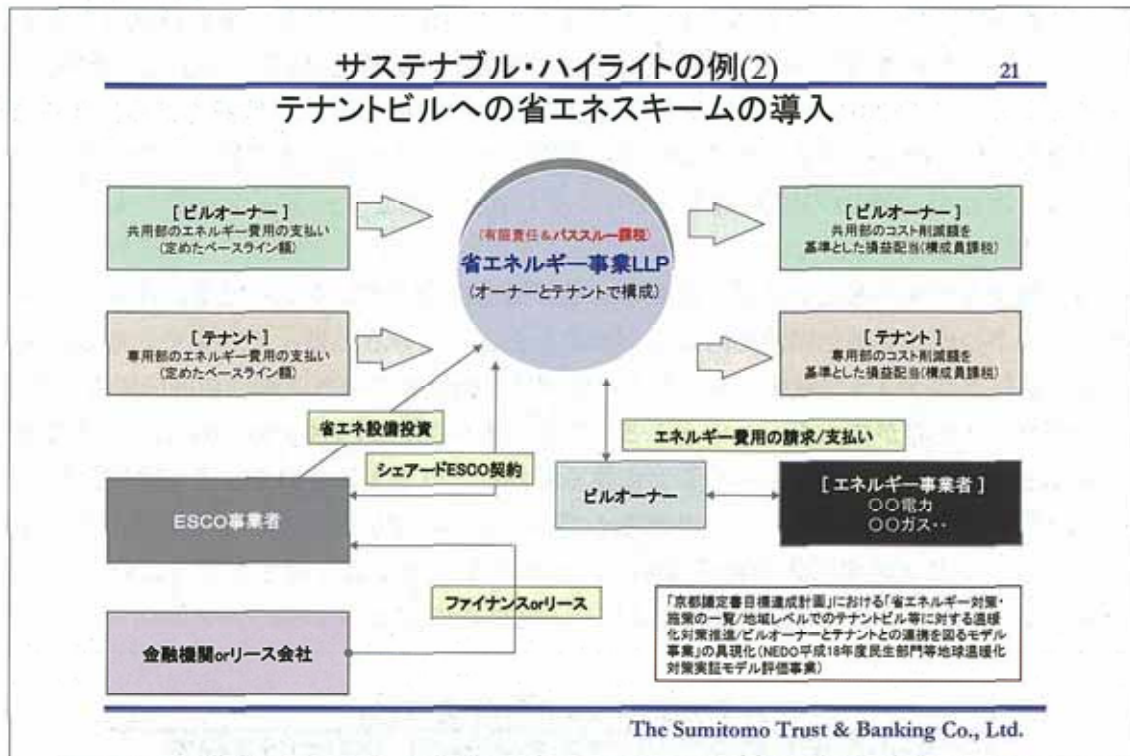 サステナブル・ハイライトの例(2)
21
テナントビルへの省エネスキームの導入
[ビルオーナー]
共用部のエネルギー費用の支払い
(定めたベースライン額)
(有限責任&パススルー課税)
省エネルギー事業LLP
(オーナーとテナントで構成)
[ビルオーナー]
共用部のコスト削減額を
基準とした損益配当(構成員課税)
[テナント]
専用部のエネルギー費用の支払い
(定めたベースライン額)
[テナント]
専用部のコスト削減額を
基準とした損益配当(構成員課税)
省エネ設備投資
エネルギー費用の請求/支払い
シェアードESCO契約
ESCO事業者
ビルオーナー
[エネルギー事業者]
〇〇電力
〇〇ガス‥
ファイナンスorリース
金融機関orリース会社
「京都議定書目標達成計画」における「省エネルギー対策・
施策の一覧/地域レベルでのテナントビル等に対する温暖
化対策推進/ビルオーナーとテナントとの連携を図るモデル
事業」の具現化(NEDO平成18年度民生部門等地球温暖化
対策実証モデル評価事業)
The Sumitomo Trust & Banking Co., Ltd.